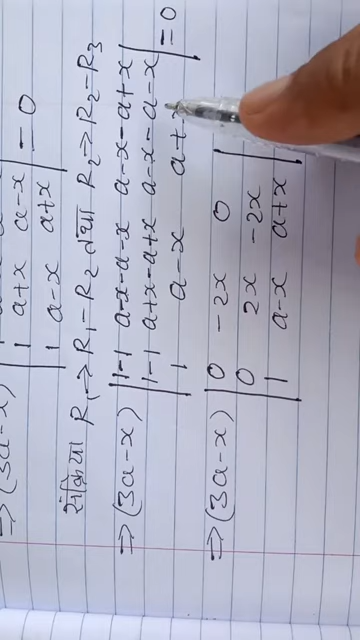 ⇒ (3a-x)
1 a+x a-x
1 a-x a+x | = 0
संक्रिया R₁→R₁-R₂ तथा R₂→R₂-R₃
⇒ (3a-x) | 1-1 a-x-a-x a-x-a+x |
1-1 a+x-a+x a-x-a-x | = 0
1 a-x a+x
⇒ (3a-x) | 0 -2x 0 |
0 2x -2x
1 a-x a+x